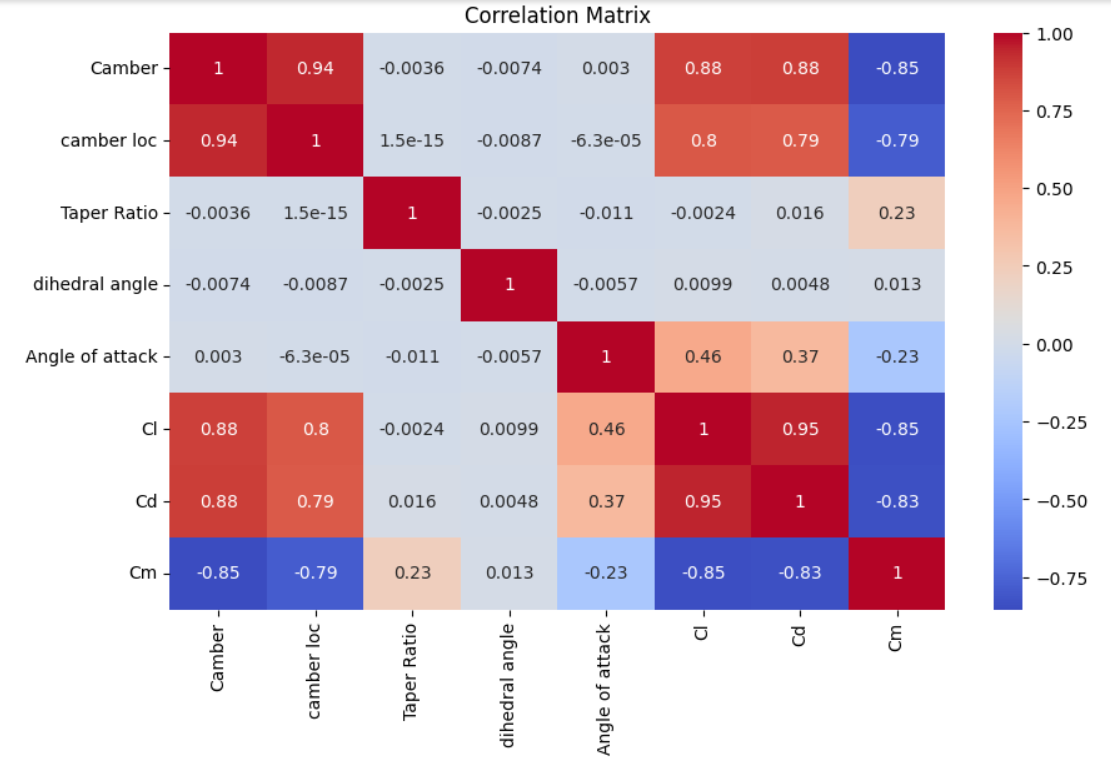 Correlation Matrix
Camber 1 0.94 -0.0036 -0.0074 0.003 0.88 0.88 -0.85
camber loc 0.94 1 1.5e-15 -0.0087 -6.3e-05 0.8 0.79 -0.79
Taper Ratio -0.0036 1.5e-15 1 -0.0025 -0.011 -0.0024 0.016 0.23
dihedral angle -0.0074 -0.0087 -0.0025 1 -0.0057 0.0099 0.0048 0.013
Angle of attack 0.003 -6.3e-05 -0.011 -0.0057 1 0.46 0.37 -0.23
Cl 0.88 0.8 -0.0024 0.0099 0.46 1 0.95 -0.85
Cd 0.88 0.79 0.016 0.0048 0.37 0.95 1 -0.83
Cm -0.85 -0.79 0.23 0.013 -0.23 -0.85 -0.83 1
Camber
camber loc
Taper Ratio
dihedral angle
Angle of attack
Cl
Cd
Cm
1.00
0.75
0.50
0.25
0.00
−0.25
−0.50
−0.75